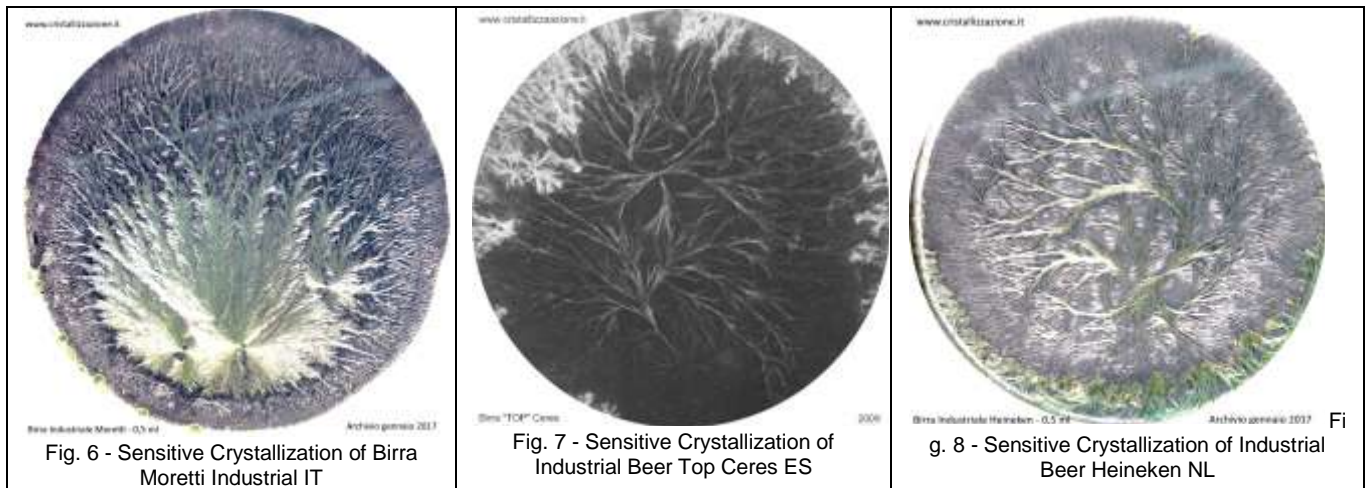 www.cristallizzazione.it
Birra Industriale Moretti - 0,5 ml
Archivio gennaio 2017
Fig. 6 - Sensitive Crystallization of Birra
Moretti Industrial IT
www.cristallizzazione.it
Birra "TOP" Ceres
Fig. 7 - Sensitive Crystallization of
Industrial Beer Top Ceres ES
www.cristallizzazione.it
Birra Industriale Heineken - 0,5 ml
Archivio gennaio 2017
Fi
g. 8 - Sensitive Crystallization of Industrial
Beer Heineken NL